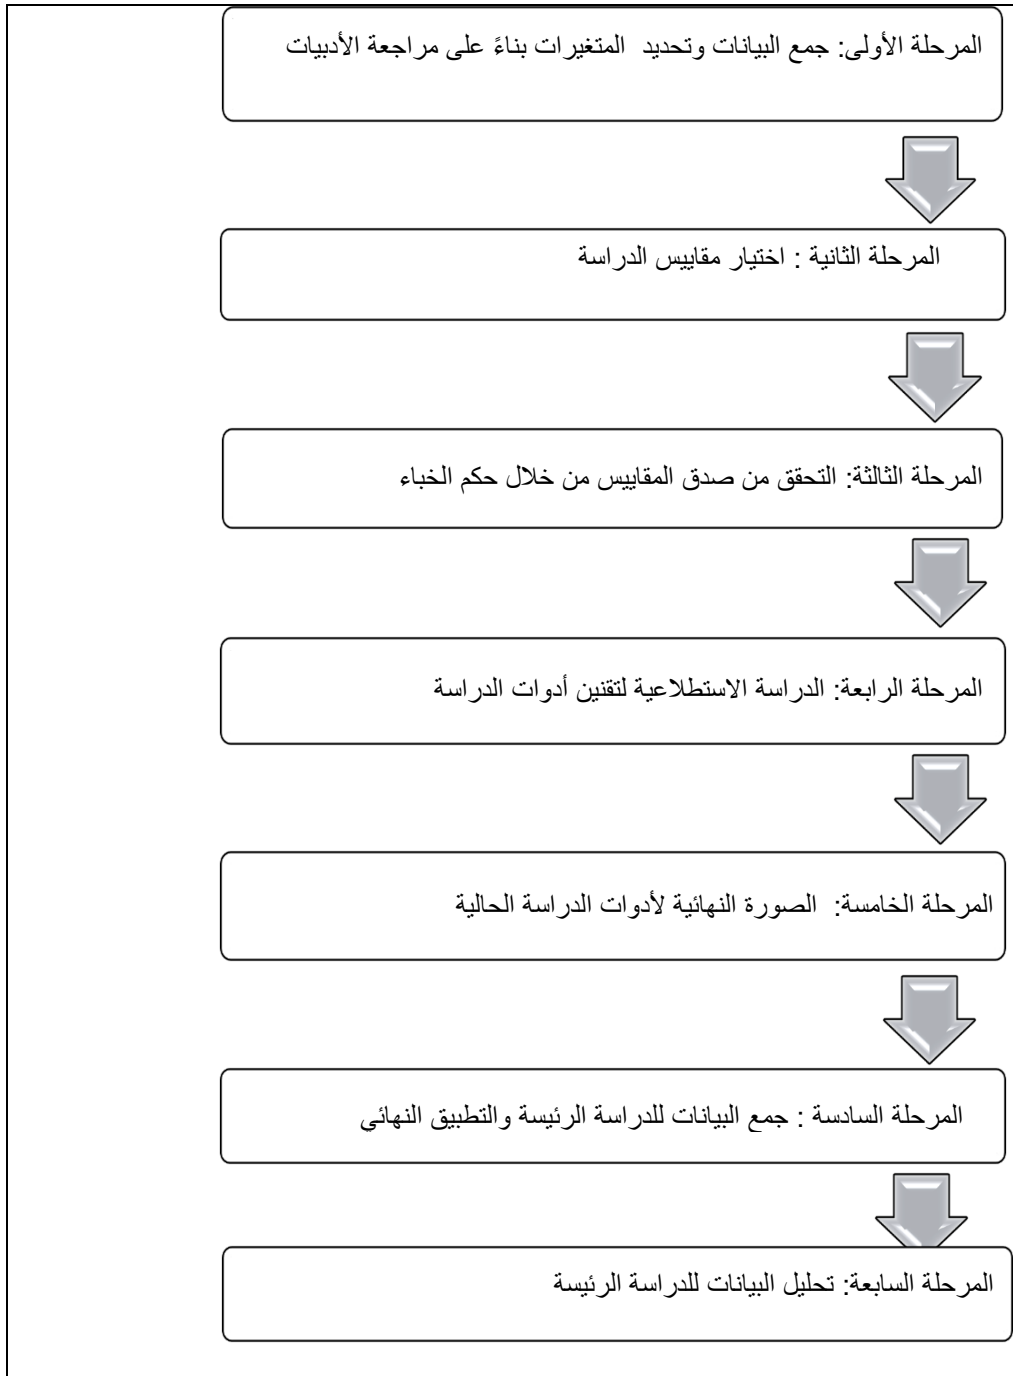 المرحلة الأولى: جمع البيانات وتحديد المتغيرات بناءً على مراجعة الأدبيات
المرحلة الثانية : اختيار مقاييس الدراسة
المرحلة الثالثة: التحقق من صدق المقاييس من خلال حكم الخباء
المرحلة الرابعة: الدراسة الاستطلاعية لتقنين أدوات الدراسة
المرحلة الخامسة: الصورة النهائية لأدوات الدراسة الحالية
المرحلة السادسة : جمع البيانات للدراسة الرئيسة والتطبيق النهائي
المرحلة السابعة: تحليل البيانات للدراسة الرئيسة